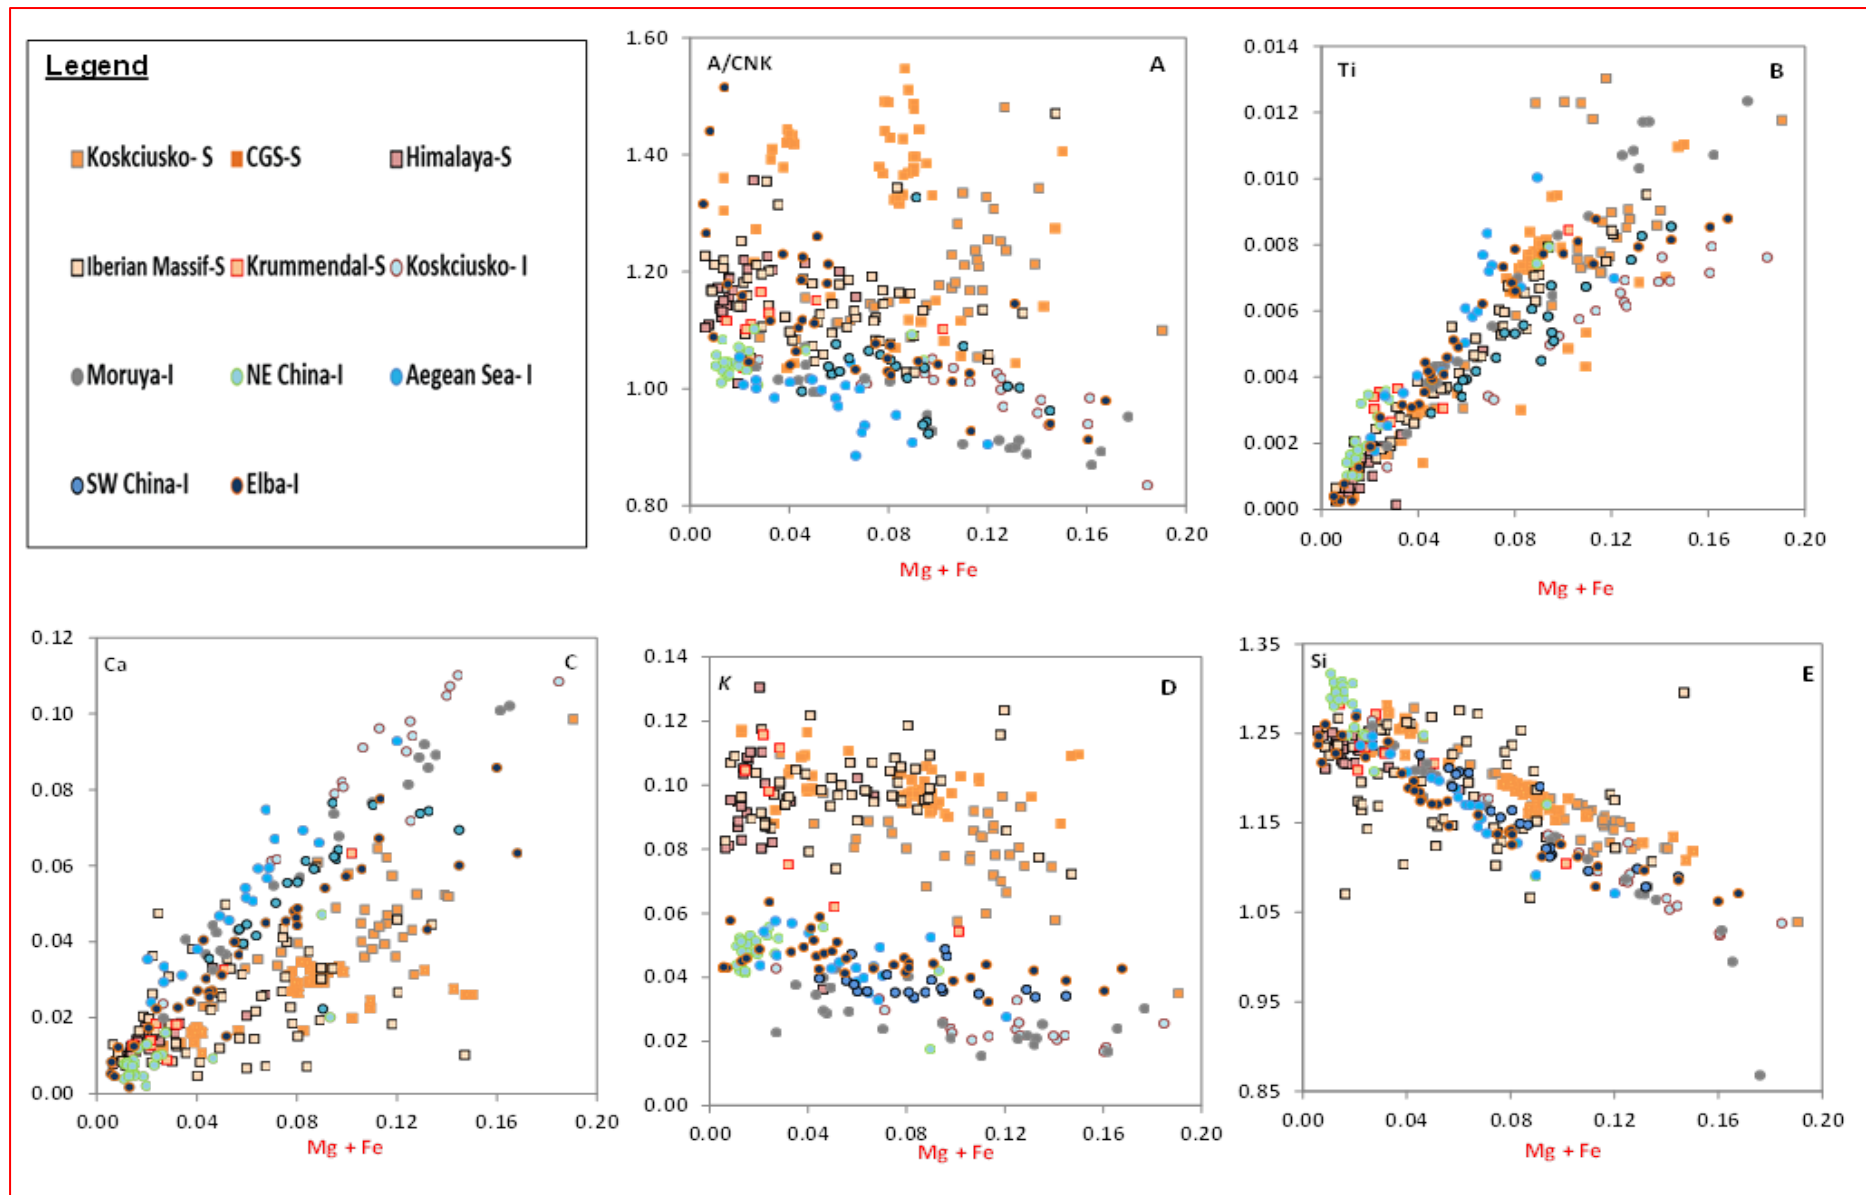 Legend
Koskciusko- S CGS-S Himalaya-S
Iberian Massif-S Krummendal-S Koskciusko- I
Moruya-I NE China-I Aegean Sea- I
SW China-I Elba-I
A/CNK A
1.60
1.40
1.20
1.00
0.80
0.00 0.04 0.08 0.12 0.16 0.20
Mg + Fe
Ti B
0.014
0.012
0.010
0.008
0.006
0.004
0.002
0.000
0.00 0.04 0.08 0.12 0.16 0.20
Mg + Fe
Ca C
0.12
0.10
0.08
0.06
0.04
0.02
0.00
0.00 0.04 0.08 0.12 0.16 0.20
Mg + Fe
K D
0.14
0.12
0.10
0.08
0.06
0.04
0.02
0.00
0.00 0.04 0.08 0.12 0.16 0.20
Mg + Fe
Si E
1.35
1.25
1.15
1.05
0.95
0.85
0.00 0.04 0.08 0.12 0.16 0.20
Mg + Fe